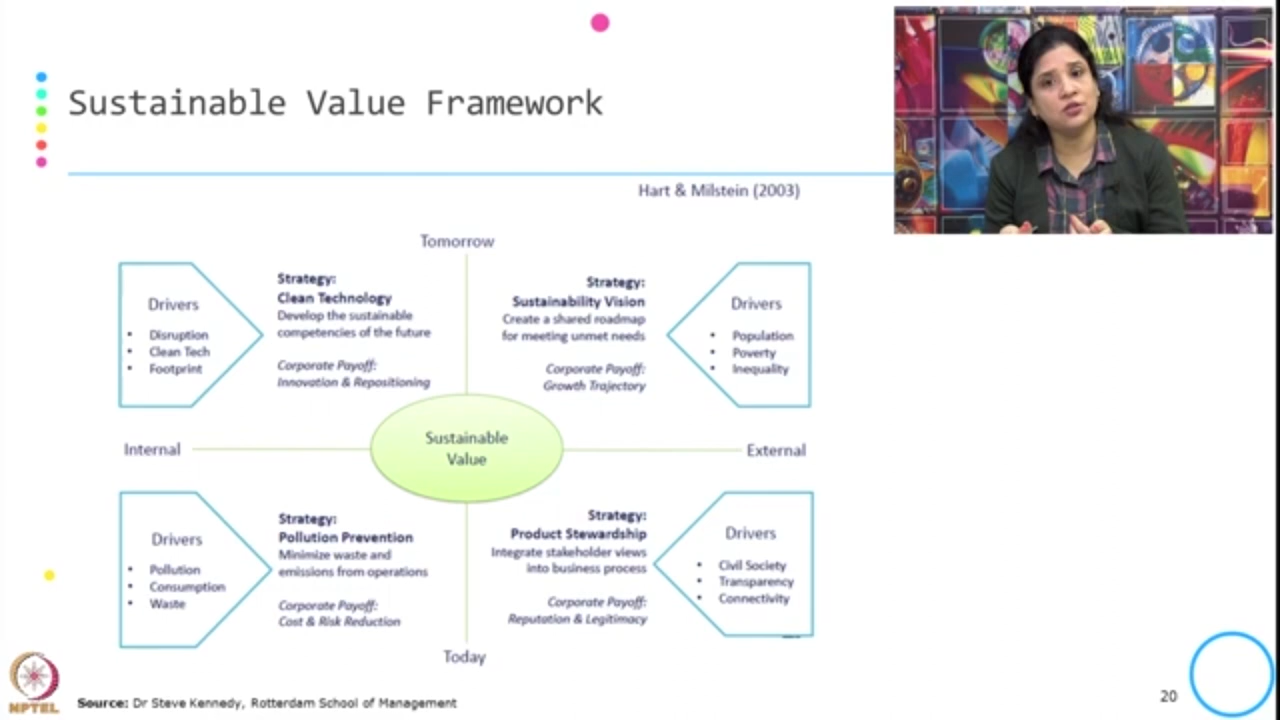 Sustainable Value Framework
Hart & Milstein (2003)
Tomorrow
Drivers
• Disruption
• Clean Tech
• Footprint
Strategy:
Clean Technology
Develop the sustainable
competencies of the future
Corporate Payoff:
Innovation & Repositioning
Strategy:
Sustainability Vision
Create a shared roadmap
for meeting unmet needs
Corporate Payoff:
Growth Trajectory
Drivers
• Population
• Poverty
• Inequality
Internal
Sustainable
Value
External
Drivers
• Pollution
• Consumption
• Waste
Strategy:
Pollution Prevention
Minimize waste and
emissions from operations
Corporate Payoff:
Cost & Risk Reduction
Strategy:
Product Stewardship
Integrate stakeholder views
into business process
Corporate Payoff:
Reputation & Legitimacy
Drivers
• Civil Society
• Transparency
• Connectivity
Today
NPTEL
Source: Dr Steve Kennedy, Rotterdam School of Management
20